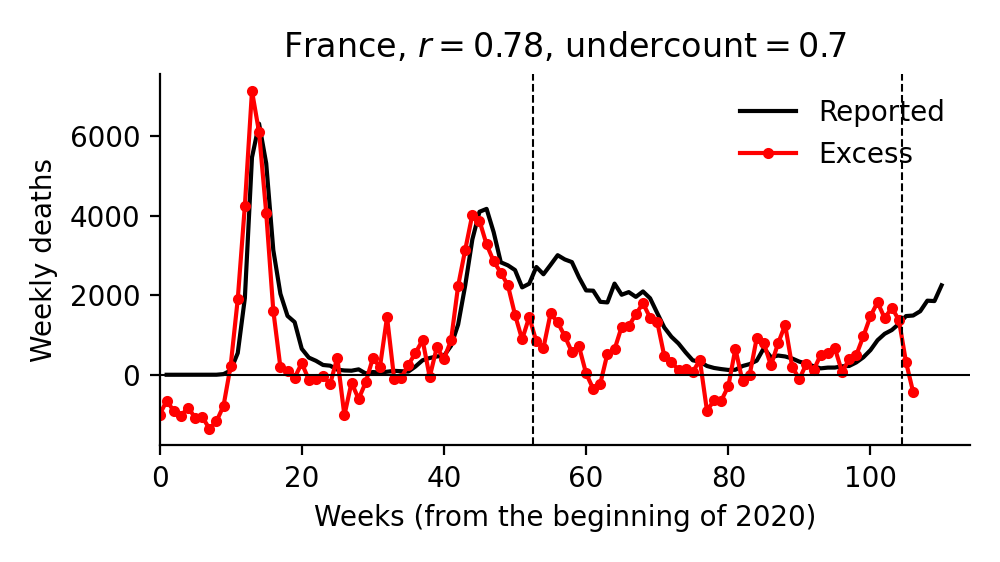 France, r = 0.78, undercount = 0.7
Reported
Excess
Weekly deaths
6000
4000
2000
0
0 20 40 60 80 100
Weeks (from the beginning of 2020)